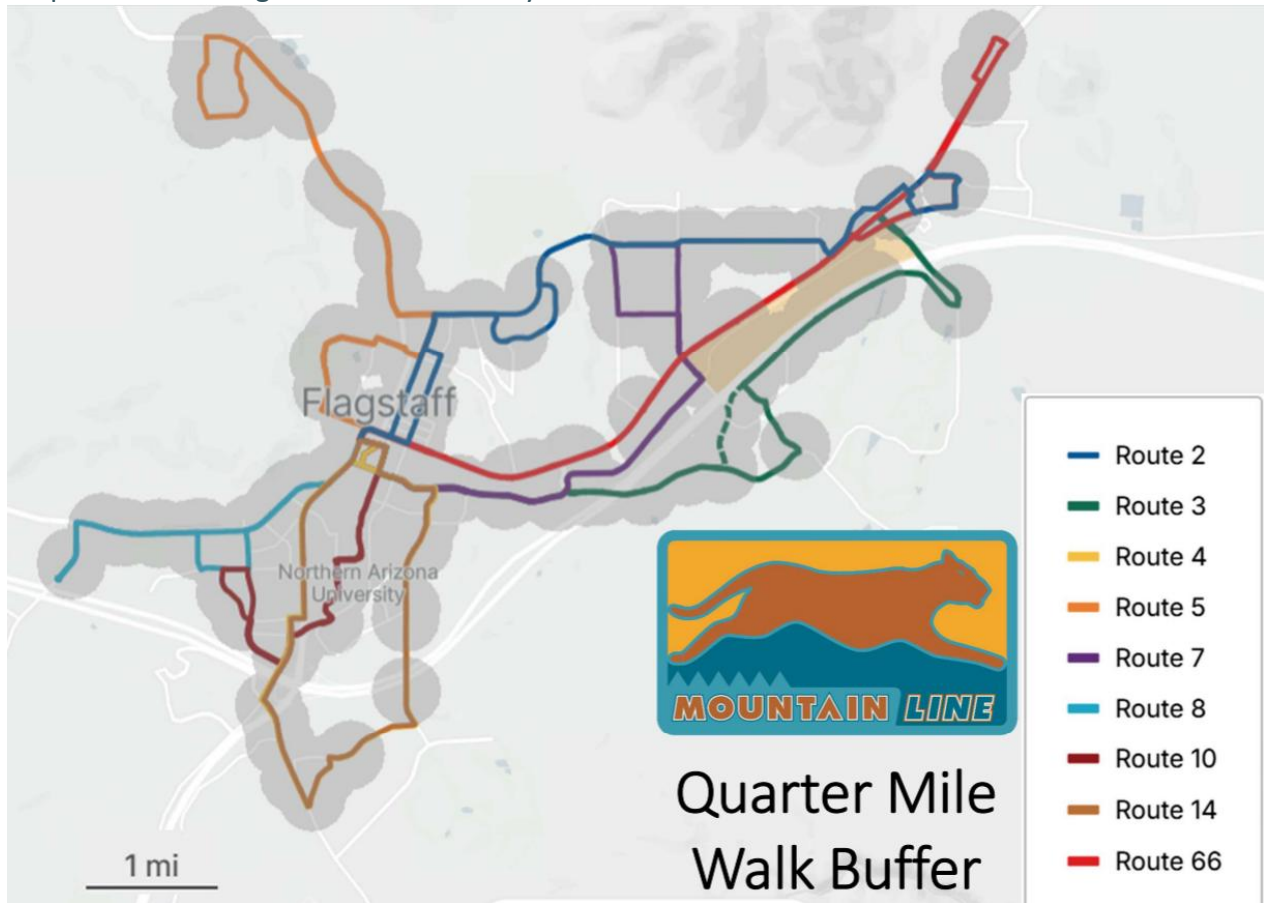 Flagstaff
Northern Arizona
University
Route 2
Route 3
Route 4
Route 5
Route 7
Route 8
Route 10
Route 14
Route 66
MOUNTAIN LINE
Quarter Mile
Walk Buffer
1 mi